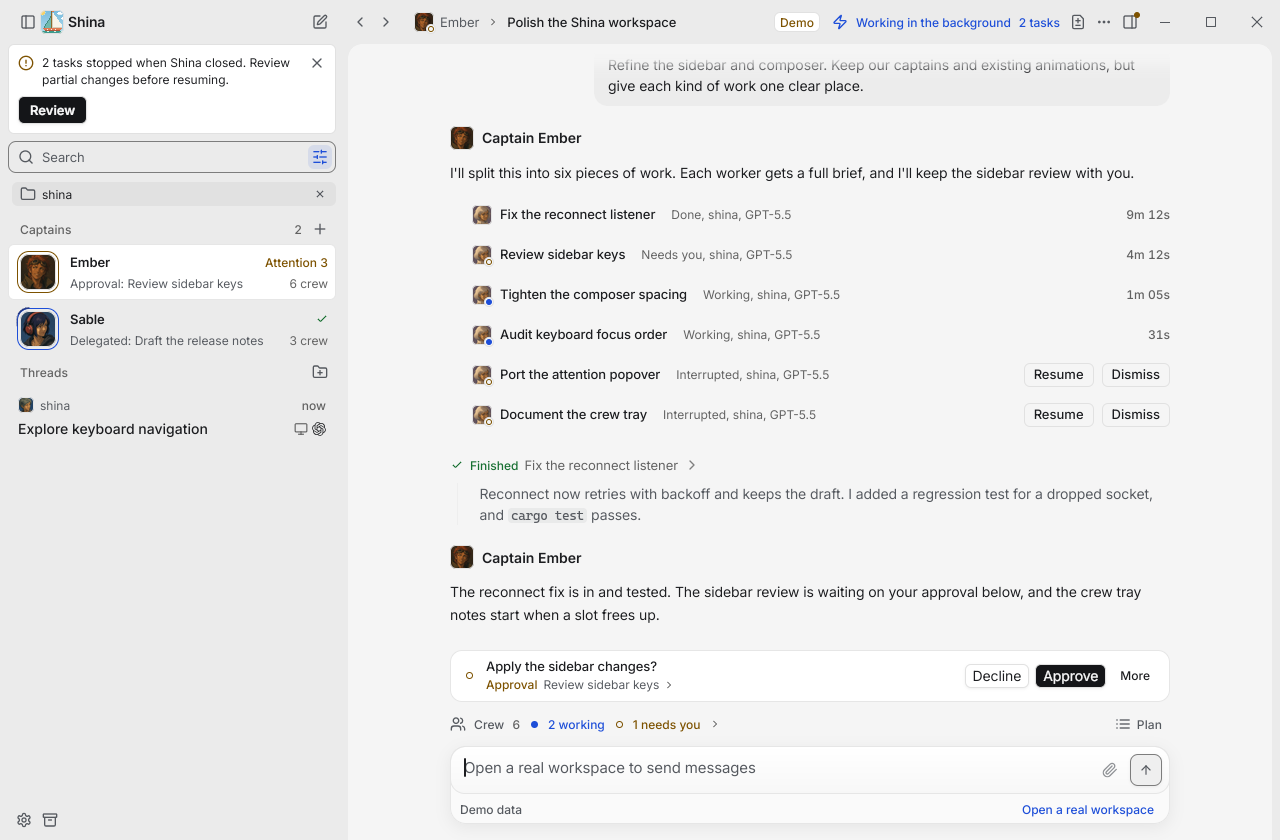 Shina
Ember
Polish the Shina workspace
Demo
Working in the background 2 tasks
2 tasks stopped when Shina closed. Review
partial changes before resuming.
Review
Search
shina
Captains 2
Ember Attention 3
Approval: Review sidebar keys 6 crew
Sable
Delegated: Draft the release notes 3 crew
Threads
shina now
Explore keyboard navigation
Refine the sidebar and composer. Keep our captains and existing animations, but
give each kind of work one clear place.
Captain Ember
I'll split this into six pieces of work. Each worker gets a full brief, and I'll keep the sidebar review with you.
Fix the reconnect listener Done, shina, GPT-5.5 9m 12s
Review sidebar keys Needs you, shina, GPT-5.5 4m 12s
Tighten the composer spacing Working, shina, GPT-5.5 1m 05s
Audit keyboard focus order Working, shina, GPT-5.5 31s
Port the attention popover Interrupted, shina, GPT-5.5 Resume Dismiss
Document the crew tray Interrupted, shina, GPT-5.5 Resume Dismiss
Finished Fix the reconnect listener
Reconnect now retries with backoff and keeps the draft. I added a regression test for a dropped socket,
and cargo test passes.
Captain Ember
The reconnect fix is in and tested. The sidebar review is waiting on your approval below, and the crew tray
notes start when a slot frees up.
Apply the sidebar changes?
Approval Review sidebar keys
Decline Approve More
Crew 6 2 working 1 needs you Plan
Open a real workspace to send messages
Demo data Open a real workspace